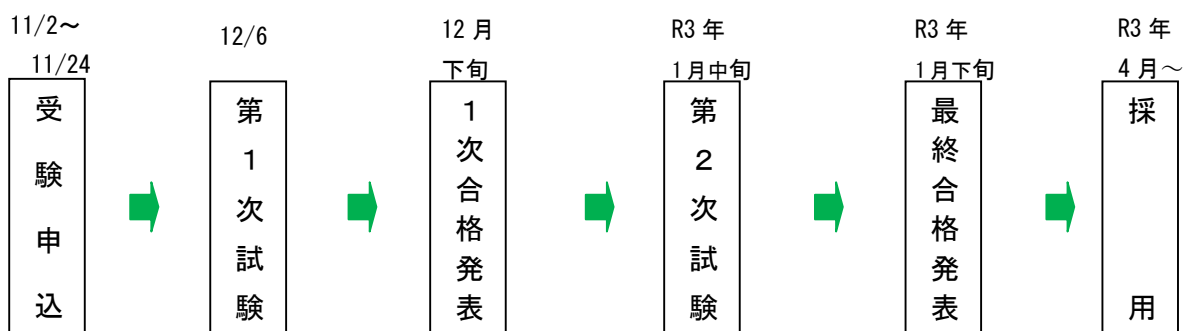 11/2~
11/24
受験申込
12/6
第1次試験
12月
下旬
1次合格発表
R3年
1月中旬
第2次試験
R3年
1月下旬
最終合格発表
R3年
4月~
採用